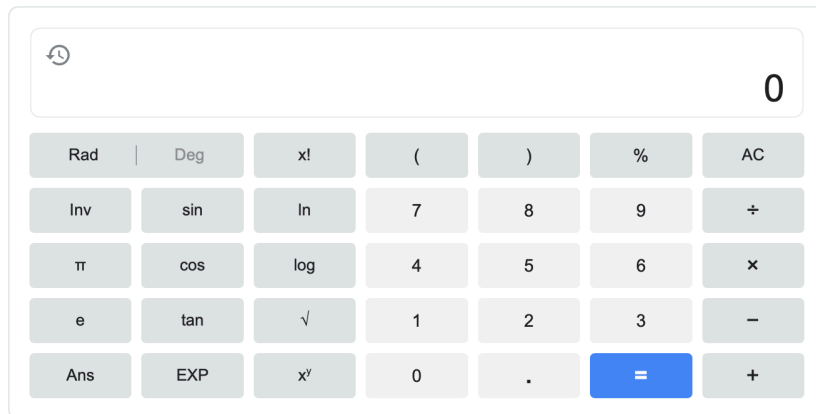 0
Rad | Deg x! ( ) % AC
Inv sin ln 7 8 9 ÷
π cos log 4 5 6 ×
e tan √ 1 2 3 −
Ans EXP xʸ 0 . = +